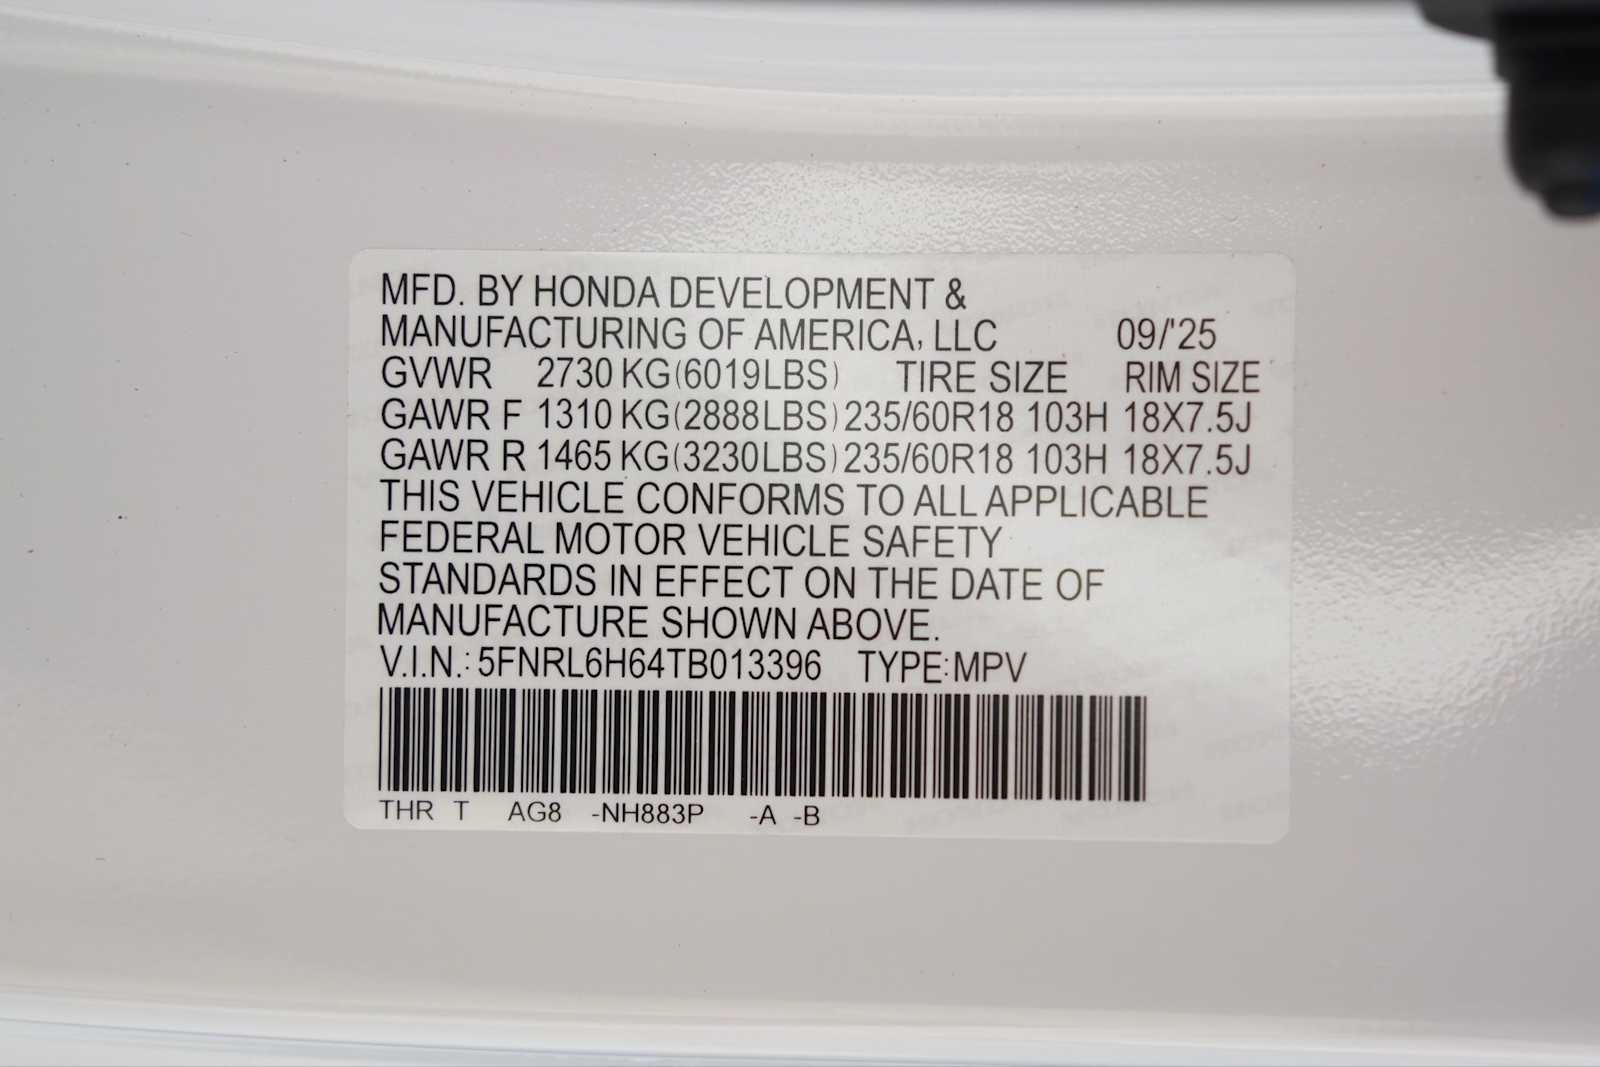 MFD. BY HONDA DEVELOPMENT &
MANUFACTURING OF AMERICA, LLC 09/'25
GVWR 2730 KG(6019LBS) TIRE SIZE RIM SIZE
GAWR F 1310 KG(2888LBS) 235/60R18 103H 18X7.5J
GAWR R 1465 KG(3230LBS) 235/60R18 103H 18X7.5J
THIS VEHICLE CONFORMS TO ALL APPLICABLE
FEDERAL MOTOR VEHICLE SAFETY
STANDARDS IN EFFECT ON THE DATE OF
MANUFACTURE SHOWN ABOVE.
V.I.N.: 5FNRL6H64TB013396 TYPE:MPV
THR T AG8 -NH883P -A -B